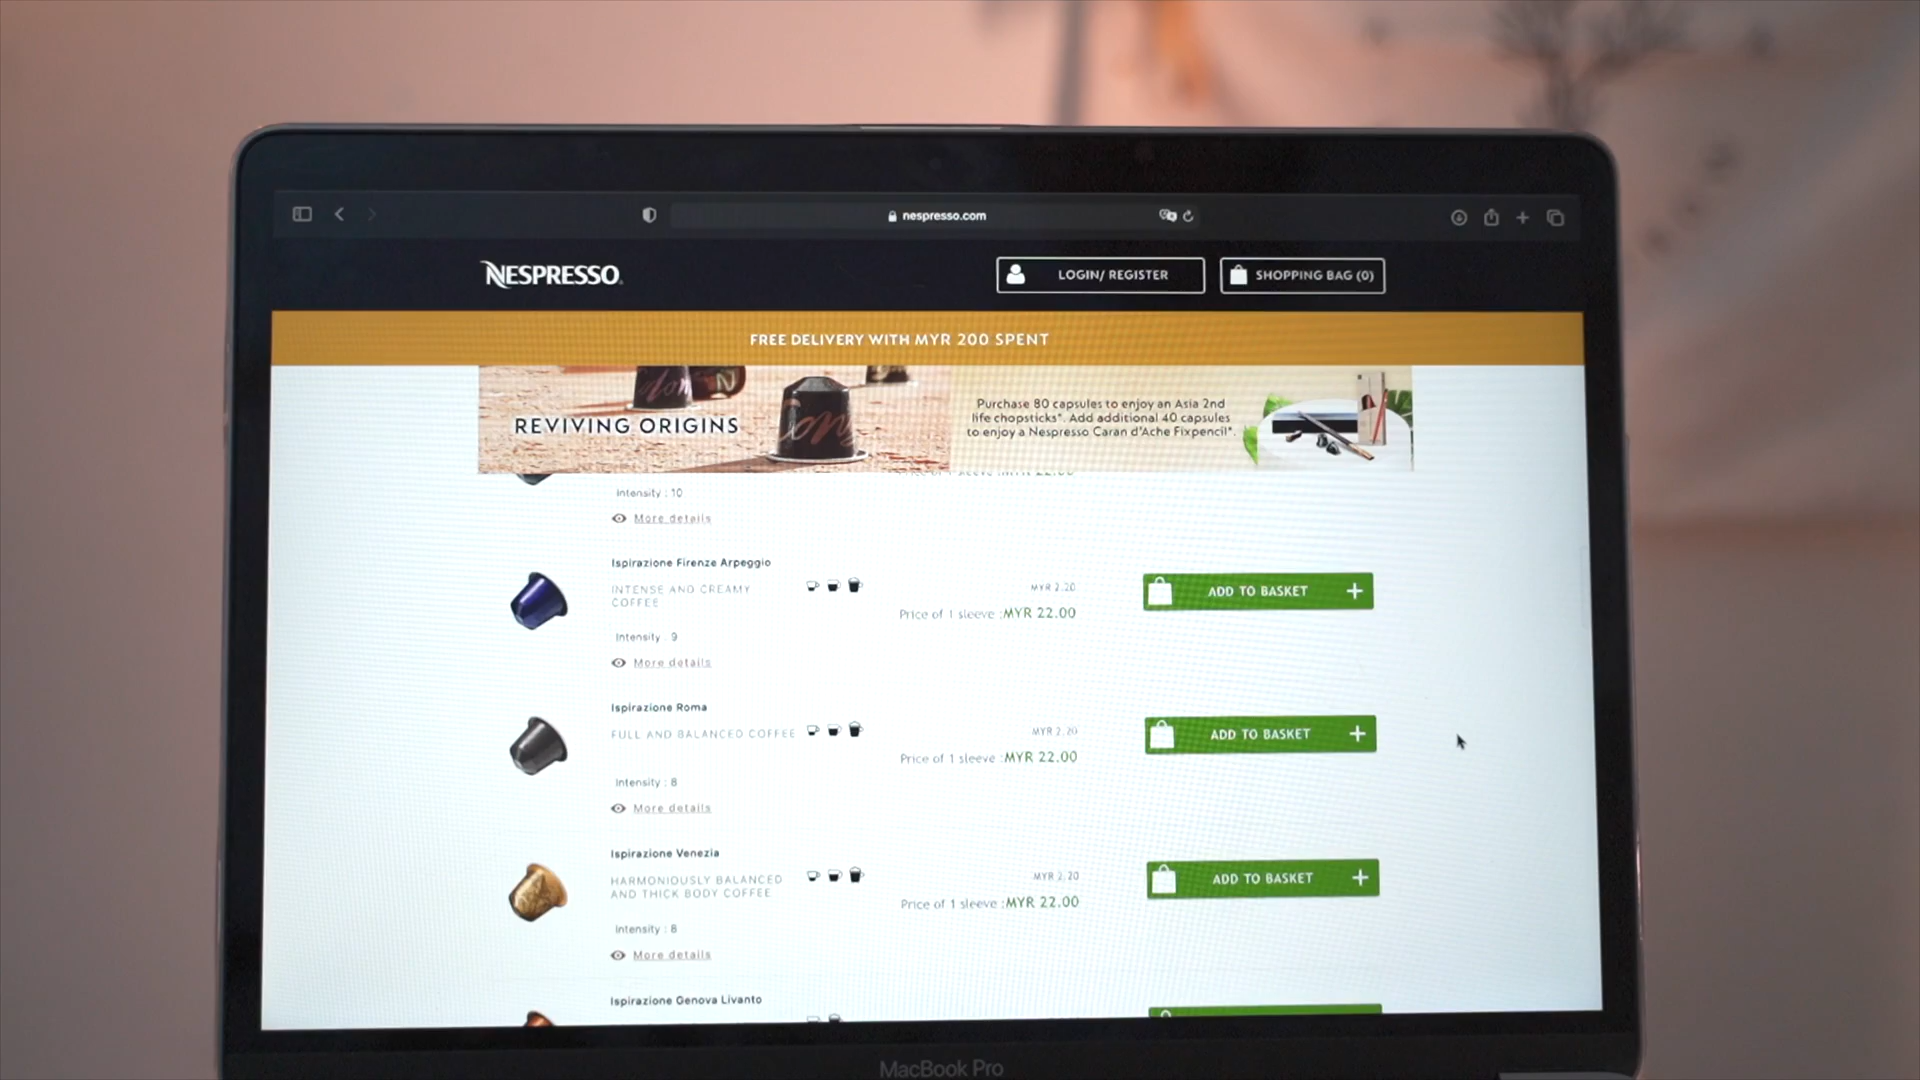 nespresso.com
NESPRESSO
LOGIN/ REGISTER
SHOPPING BAG (0)
FREE DELIVERY WITH MYR 200 SPENT
REVIVING ORIGINS
Purchase 80 capsules to enjoy an Asia 2nd
life chopsticks*. Add additional 40 capsules
to enjoy a Nespresso Caran d'Ache Fixpencil*.
Intensity : 10
More details
Ispirazione Firenze Arpeggio
INTENSE AND CREAMY
COFFEE
MYR 2.20
Price of 1 sleeve :MYR 22.00
ADD TO BASKET +
Intensity : 9
More details
Ispirazione Roma
FULL AND BALANCED COFFEE
MYR 2.20
Price of 1 sleeve :MYR 22.00
ADD TO BASKET +
Intensity : 8
More details
Ispirazione Venezia
HARMONIOUSLY BALANCED
AND THICK BODY COFFEE
MYR 2.20
Price of 1 sleeve :MYR 22.00
ADD TO BASKET +
Intensity : 8
More details
Ispirazione Genova Livanto
MacBook Pro